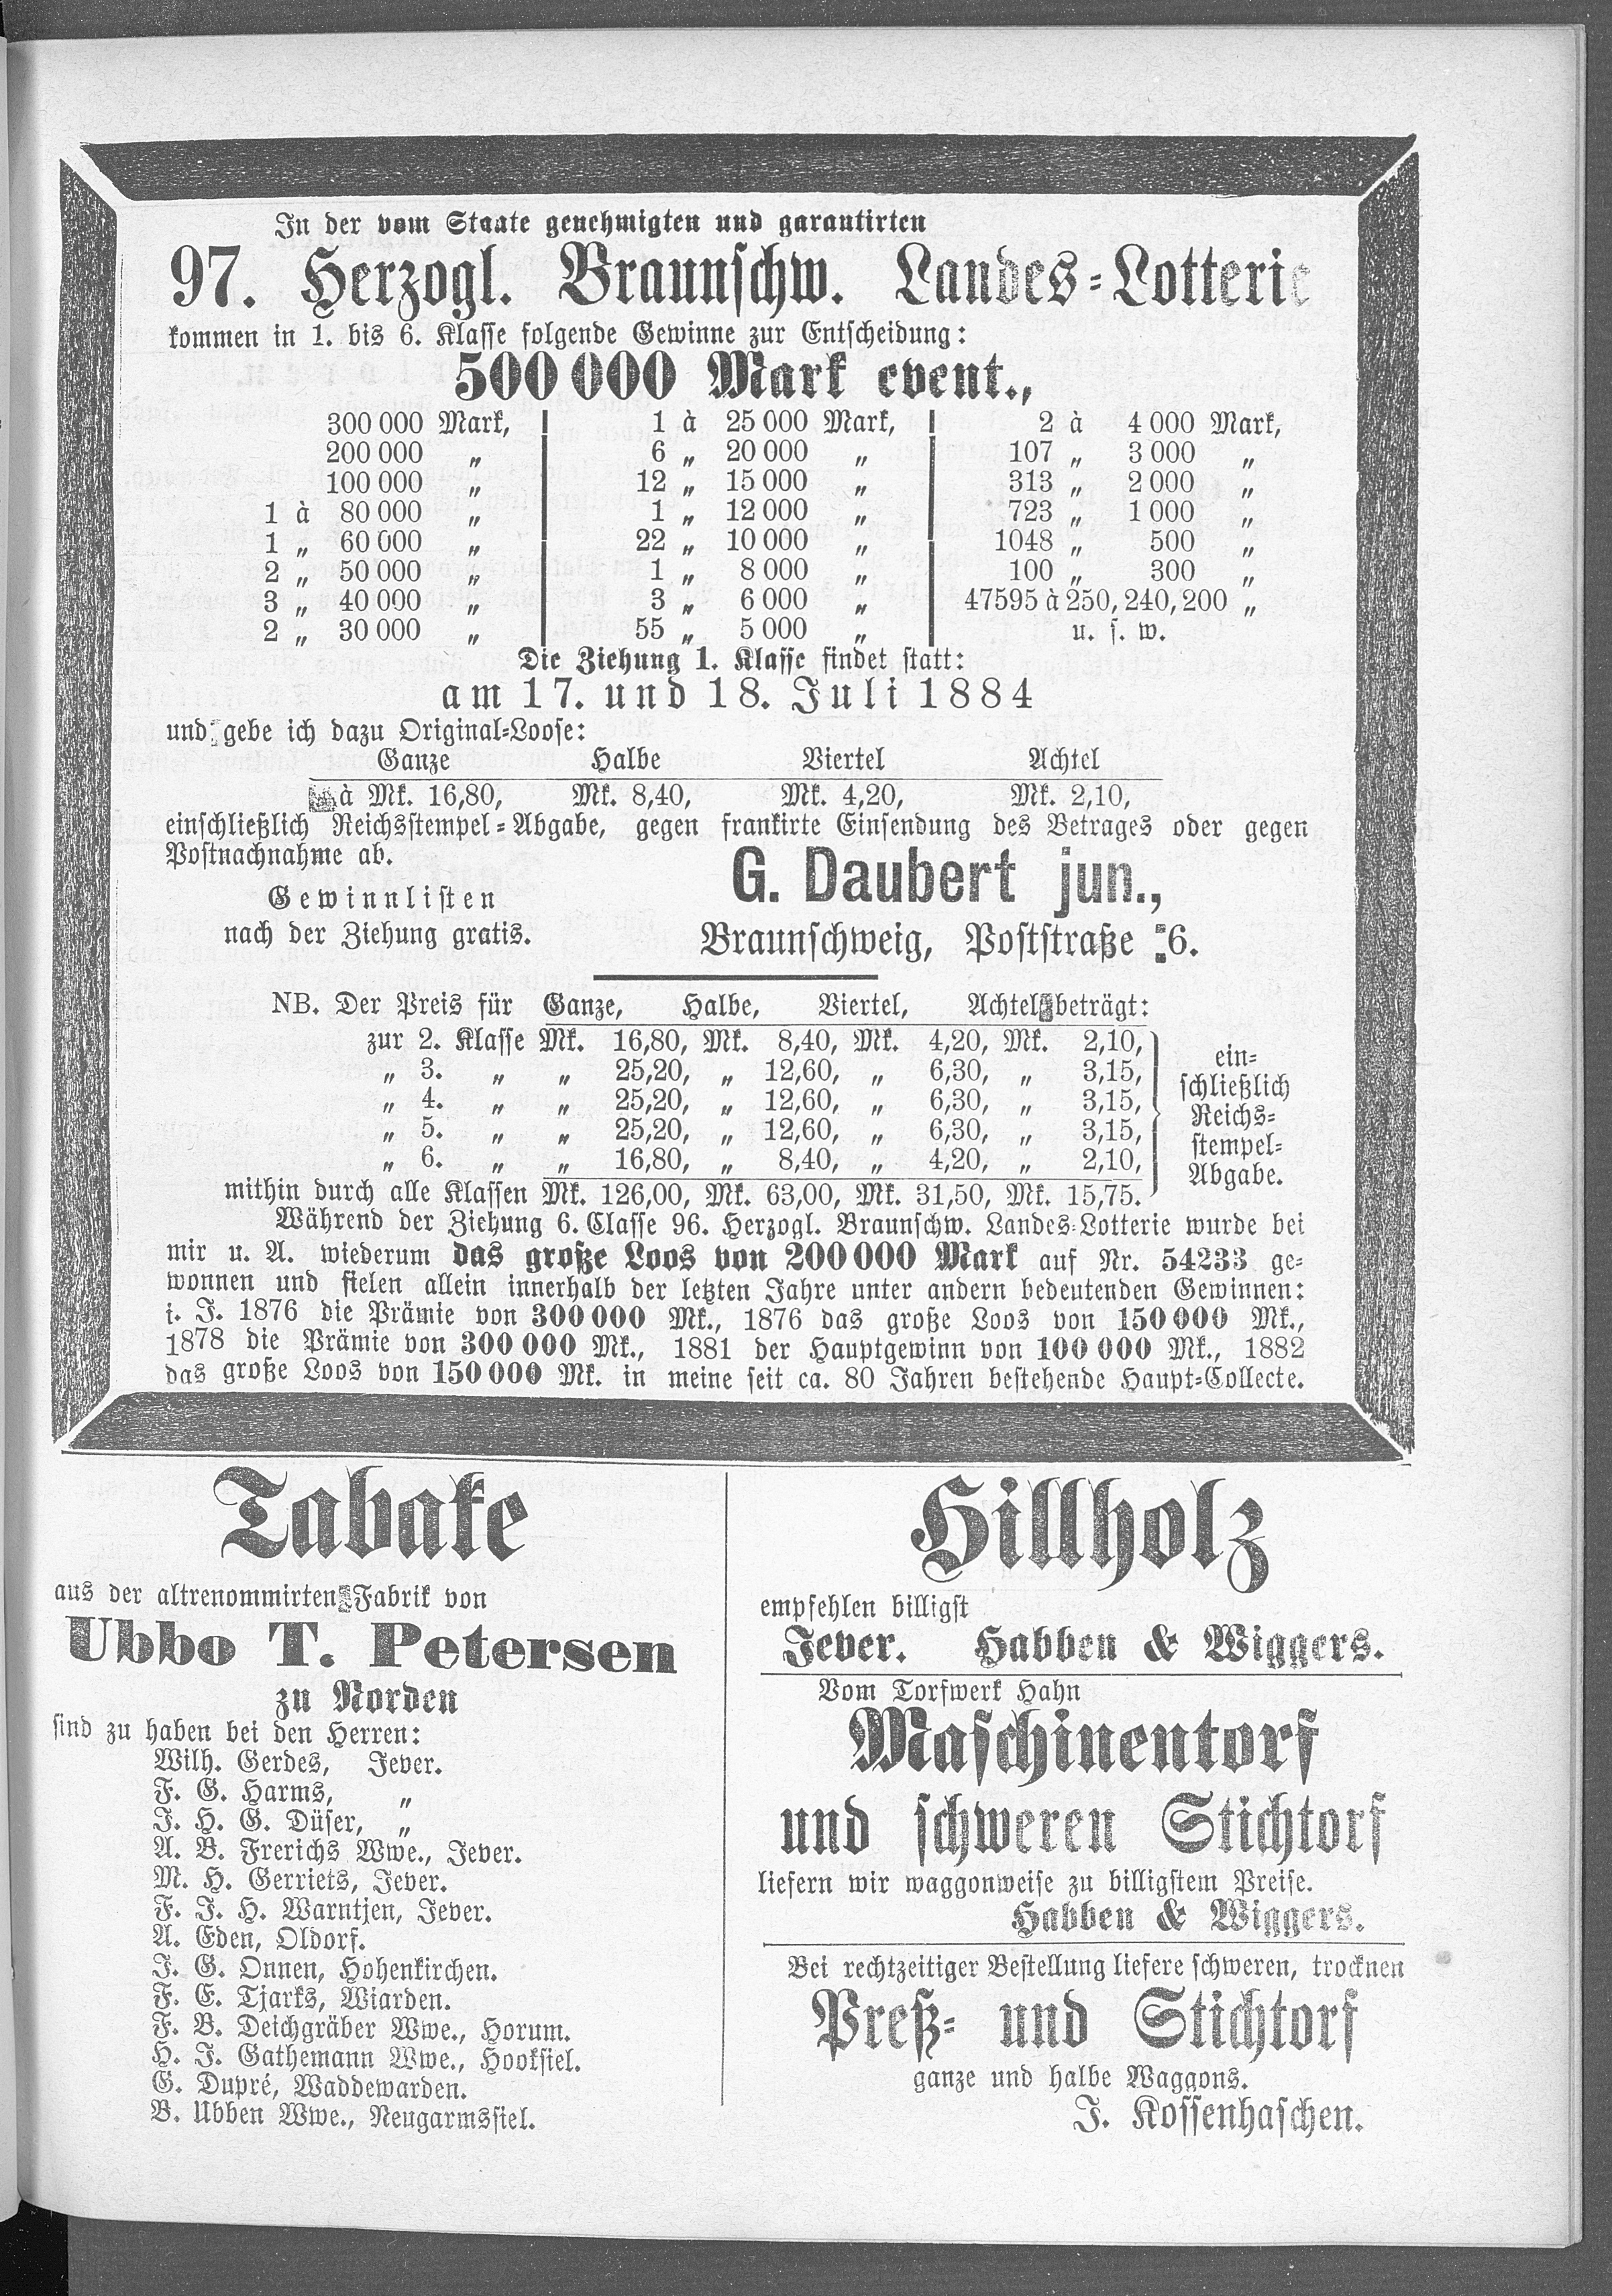 In der vom Staate genehmigten und garantirten
97. Herzogl. Braunschw. Landes-Lotterie
kommen in 1. bis 6. Klasse folgende Gewinne zur Entscheidung:
500 000 Mark event.,
300 000 Mark, | 1 à 25 000 Mark, | 2 à 4 000 Mark,
200 000 „ | 6 „ 20 000 „ | 107 „ 3 000 „
100 000 „ | 12 „ 15 000 „ | 313 „ 2 000 „
1 à 80 000 „ | 1 „ 12 000 „ | 723 „ 1 000 „
1 „ 60 000 „ | 22 „ 10 000 „ | 1048 „ 500 „
2 „ 50 000 „ | 1 „ 8 000 „ | 100 „ 300 „
3 „ 40 000 „ | 3 „ 6 000 „ | 47595 à 250, 240, 200 „
2 „ 30 000 „ | 55 „ 5 000 „ | u. s. w.
Die Ziehung 1. Klasse findet statt:
am 17. und 18. Juli 1884
und gebe ich dazu Original-Loose:
Ganze Halbe Viertel Achtel
à Mk. 16,80, Mk. 8,40, Mk. 4,20, Mk. 2,10,
einschließlich Reichsstempel-Abgabe, gegen frankirte Einsendung des Betrages oder gegen
Postnachnahme ab.
Gewinnlisten
nach der Ziehung gratis.
G. Daubert jun.,
Braunschweig, Poststraße 6.
NB. Der Preis für Ganze, Halbe, Viertel, Achtel beträgt:
zur 2. Klasse Mk. 16,80, Mk. 8,40, Mk. 4,20, Mk. 2,10,
„ 3. „ „ 25,20, „ 12,60, „ 6,30, „ 3,15,
„ 4. „ „ 25,20, „ 12,60, „ 6,30, „ 3,15,
„ 5. „ „ 25,20, „ 12,60, „ 6,30, „ 3,15,
„ 6. „ „ 16,80, „ 8,40, „ 4,20, „ 2,10,
mithin durch alle Klassen Mk. 126,00, Mk. 63,00, Mk. 31,50, Mk. 15,75.
ein-
schließlich
Reichs-
stempel-
Abgabe.
Während der Ziehung 6. Classe 96. Herzogl. Braunschw. Landes-Lotterie wurde bei
mir u. A. wiederum das große Loos von 200 000 Mark auf Nr. 54233 ge-
wonnen und fielen allein innerhalb der letzten Jahre unter andern bedeutenden Gewinnen:
i. J. 1876 die Prämie von 300 000 Mk., 1876 das große Loos von 150 000 Mk.,
1878 die Prämie von 300 000 Mk., 1881 der Hauptgewinn von 100 000 Mk., 1882
das große Loos von 150 000 Mk. in meine seit ca. 80 Jahren bestehende Haupt-Collecte.
Tabake
aus der altrenommirten Fabrik von
Ubbo T. Petersen
zu Norden
sind zu haben bei den Herren:
Wilh. Gerdes, Jever.
F. G. Harms, „
J. H. G. Düser, „
A. B. Frerichs Wwe., Jever.
M. H. Gerriets, Jever.
F. J. H. Warntjen, Jever.
A. Eden, Oldorf.
J. G. Onnen, Hohenkirchen.
F. E. Tjarks, Wiarden.
F. B. Deichgräber Wwe., Horum.
H. J. Gathemann Wwe., Hooksiel.
G. Dupré, Waddewarden.
B. Ubben Wwe., Neugarmssiel.
Hillholz
empfehlen billigst
Jever. Habben & Wiggers.
Vom Torfwerk Hahn
Maschinentorf
und schweren Stichtorf
liefern wir waggonweise zu billigstem Preise.
Habben & Wiggers.
Bei rechtzeitiger Bestellung liefere schweren, trocknen
Preß- und Stichtorf
ganze und halbe Waggons.
J. Kossenhaschen.